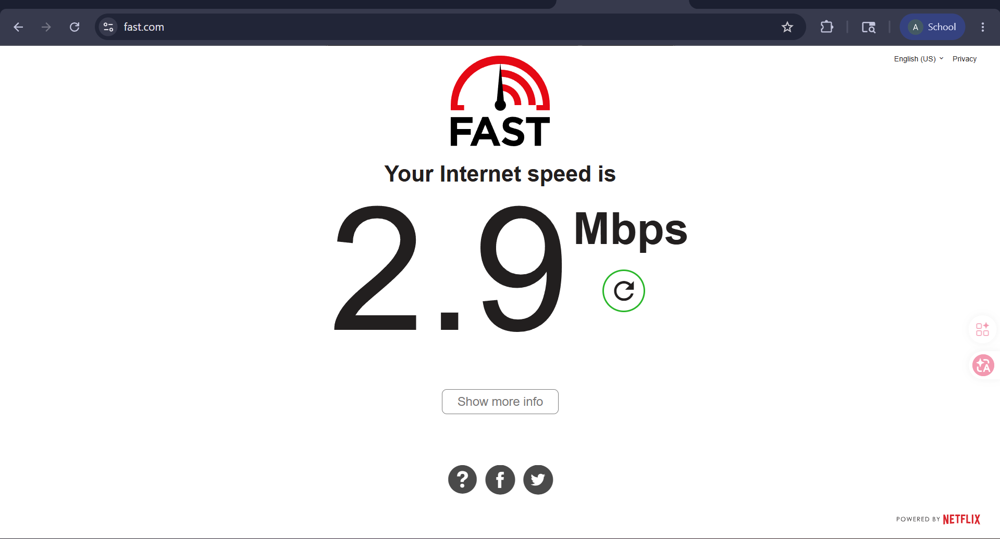 fast.com
A School
English (US) Privacy
FAST
Your Internet speed is
2.9 Mbps
Show more info
POWERED BY NETFLIX